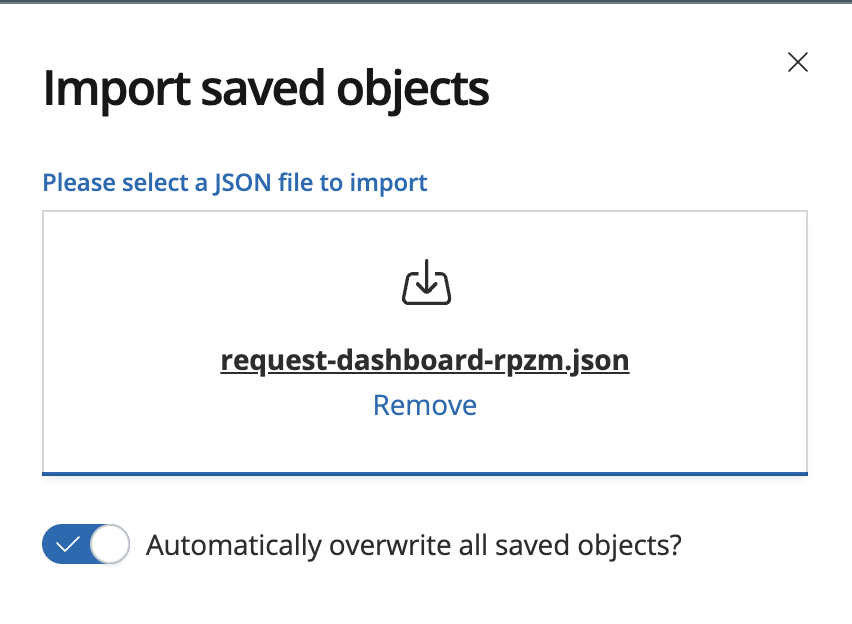 Import saved objects
Please select a JSON file to import
request-dashboard-rpzm.json
Remove
Automatically overwrite all saved objects?